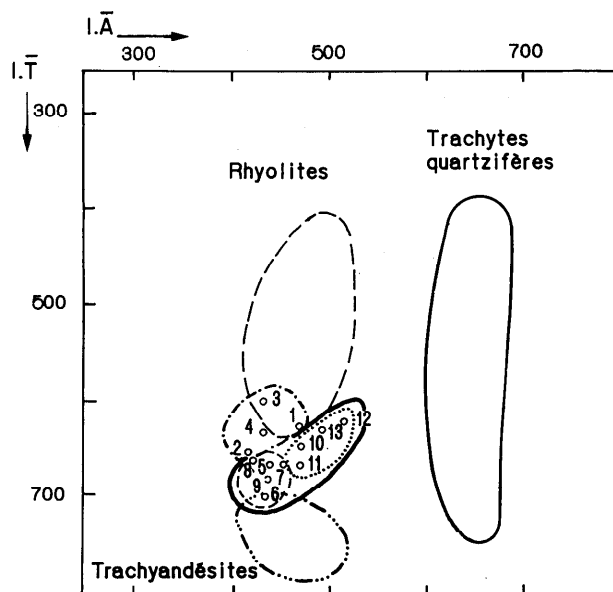 I.A̅
300 500 700
I.T̅
300
Trachytes
quartzifères
Rhyolites
500
3
1
4
12
13
2
10
5
11
8
7
9
6
700
Trachyandésites